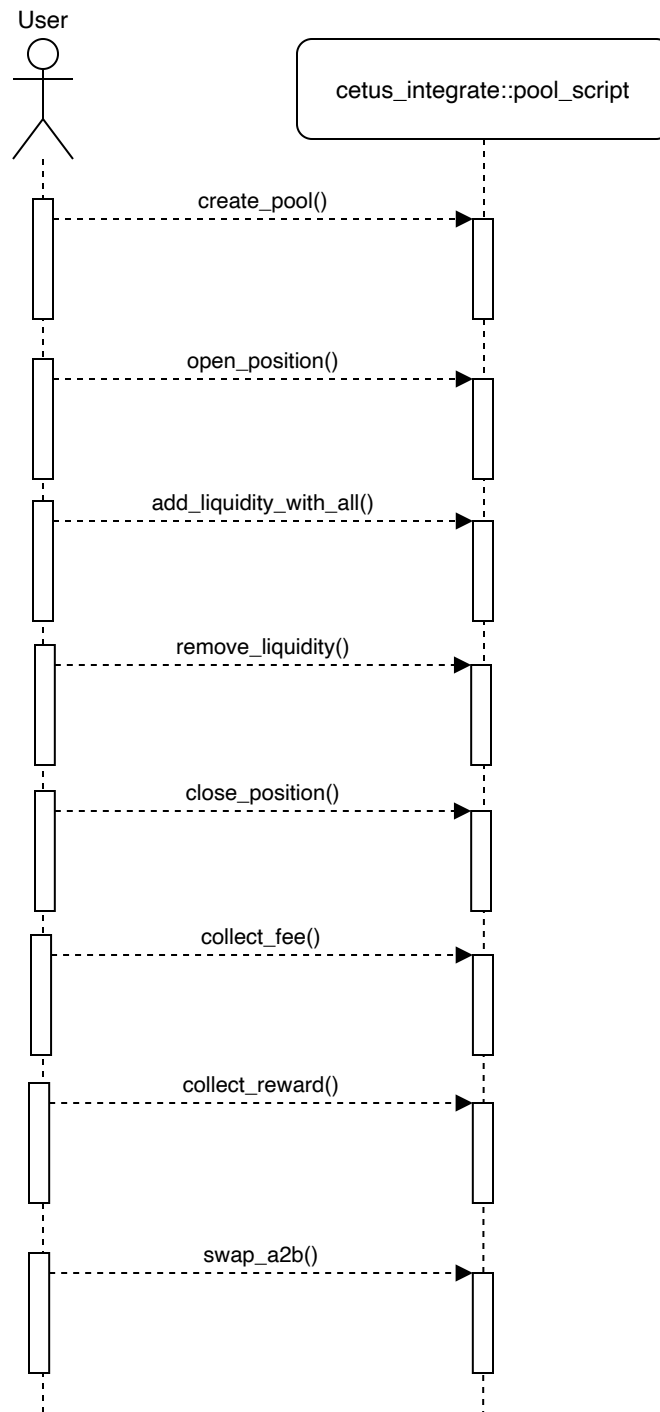 User
cetus_integrate::pool_script
create_pool()
open_position()
add_liquidity_with_all()
remove_liquidity()
close_position()
collect_fee()
collect_reward()
swap_a2b()